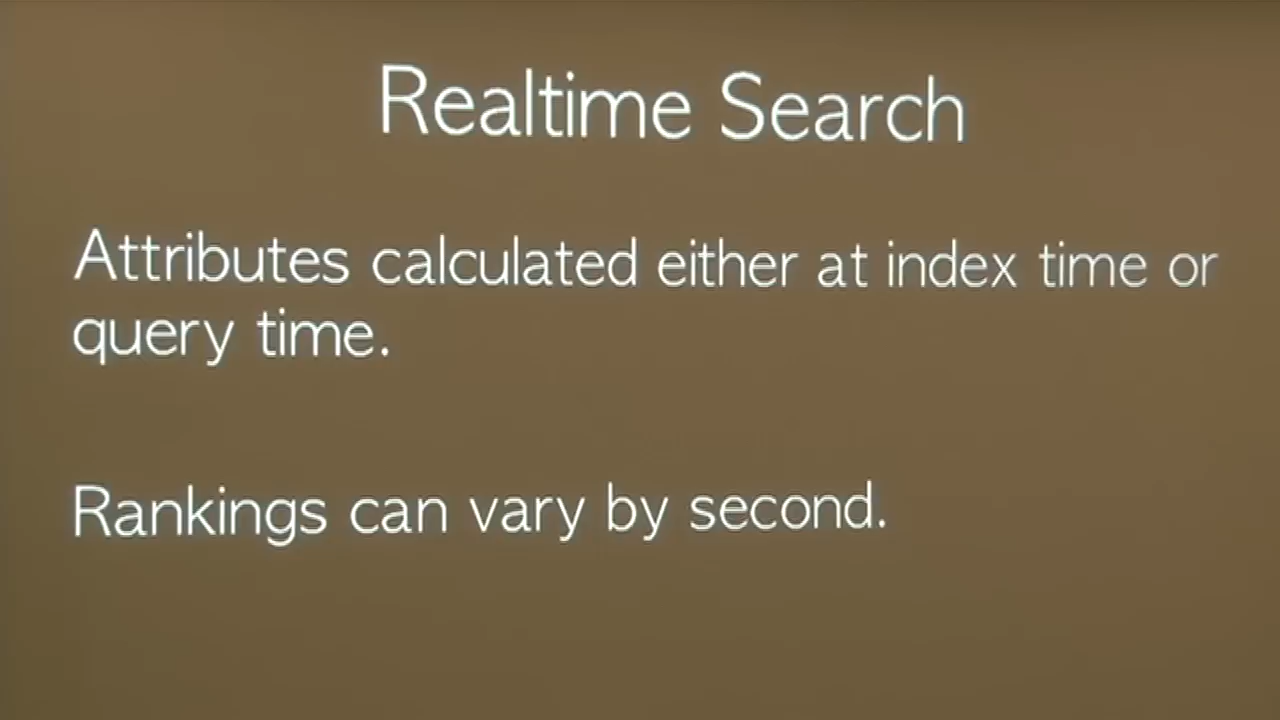 Realtime Search
Attributes calculated either at index time or
query time.
Rankings can vary by second.